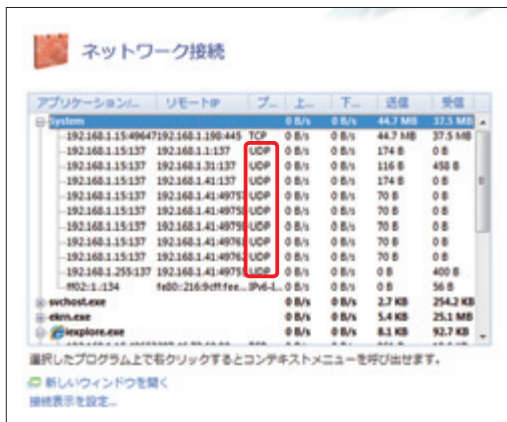 ネットワーク接続
アプリケーション/... リモートIP プ... 上... 下... 送信 受信
System 0 B/s 0 B/s 44.7 MB 37.5 MB
192.168.1.15:49647 192.168.1.190:445 TCP 0 B/s 0 B/s 44.7 MB 37.5 MB
192.168.1.15:137 192.168.1.1:137 UDP 0 B/s 0 B/s 174 B 0 B
192.168.1.15:137 192.168.1.31:137 UDP 0 B/s 0 B/s 116 B 458 B
192.168.1.15:137 192.168.1.41:137 UDP 0 B/s 0 B/s 174 B 0 B
192.168.1.15:137 UDP 0 B/s 0 B/s 70 B 0 B
192.168.1.15:137 UDP 0 B/s 0 B/s 70 B 0 B
192.168.1.15:137 UDP 0 B/s 0 B/s 70 B 0 B
192.168.1.15:137 UDP 0 B/s 0 B/s 70 B 0 B
192.168.1.15:137 UDP 0 B/s 0 B/s 70 B 0 B
192.168.1.255:137 UDP 0 B/s 0 B/s 0 B 400 B
0 B/s 0 B/s 0 B 56 B
svchost.exe 0 B/s 0 B/s 2.7 KB 254.2 KB
ekrn.exe 0 B/s 0 B/s 5.4 KB 25.1 MB
iexplore.exe 0 B/s 0 B/s 8.1 KB 92.7 KB
選択したプログラム上で右クリックするとコンテキストメニューを呼び出せます。
新しいウィンドウを開く
接続表示を設定...